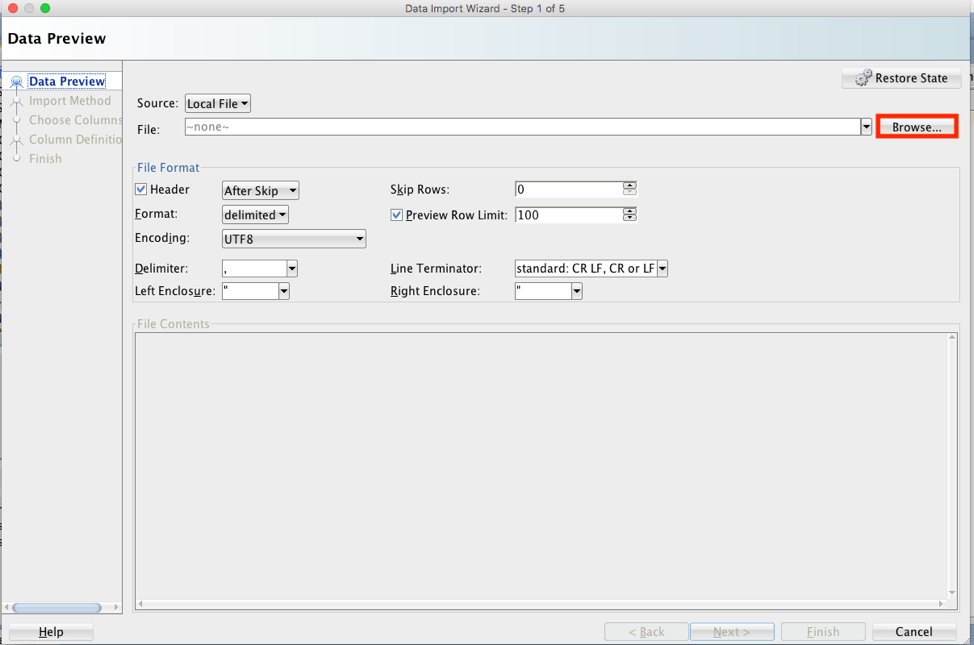 Data Import Wizard - Step 1 of 5
Data Preview
Data Preview
Import Method
Choose Columns
Column Definitio
Finish
Restore State
Source: Local File
File: ~none~ Browse...
File Format
Header After Skip Skip Rows: 0
Format: delimited Preview Row Limit: 100
Encoding: UTF8
Delimiter: , Line Terminator: standard: CR LF, CR or LF
Left Enclosure: " Right Enclosure: "
File Contents
Help < Back Next > Finish Cancel